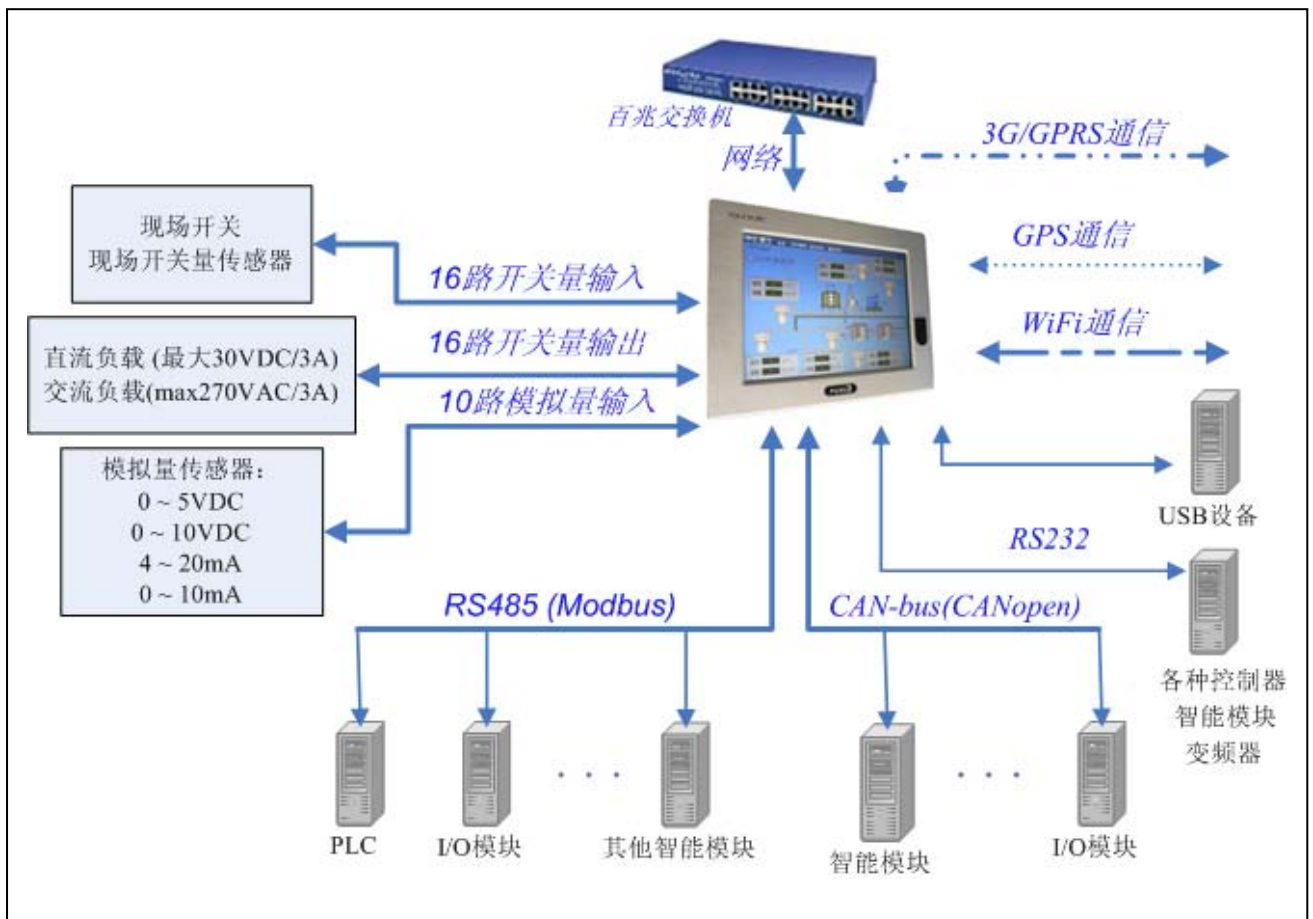 百兆交换机
网络
3G/GPRS通信
GPS通信
WiFi通信
现场开关
现场开关量传感器
16路开关量输入
直流负载 (最大30VDC/3A)
交流负载(max270VAC/3A)
16路开关量输出
10路模拟量输入
模拟量传感器:
0 ~ 5VDC
0 ~ 10VDC
4 ~ 20mA
0 ~ 10mA
USB设备
RS232
RS485 (Modbus)
CAN-bus(CANopen)
各种控制器
智能模块
变频器
PLC
I/O模块
· · ·
其他智能模块
智能模块
· · ·
I/O模块